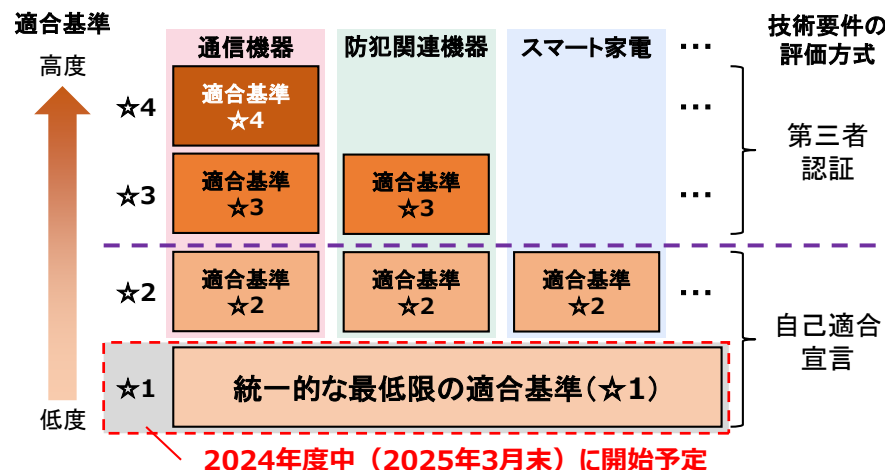 適合基準
高度
低度
通信機器
防犯関連機器
スマート家電
…
技術要件の
評価方式
☆4
適合基準
☆4
…
第三者
認証
☆3
適合基準
☆3
適合基準
☆3
…
☆2
適合基準
☆2
適合基準
☆2
適合基準
☆2
…
自己適合
宣言
☆1
統一的な最低限の適合基準(☆1)
2024年度中（2025年3月末）に開始予定